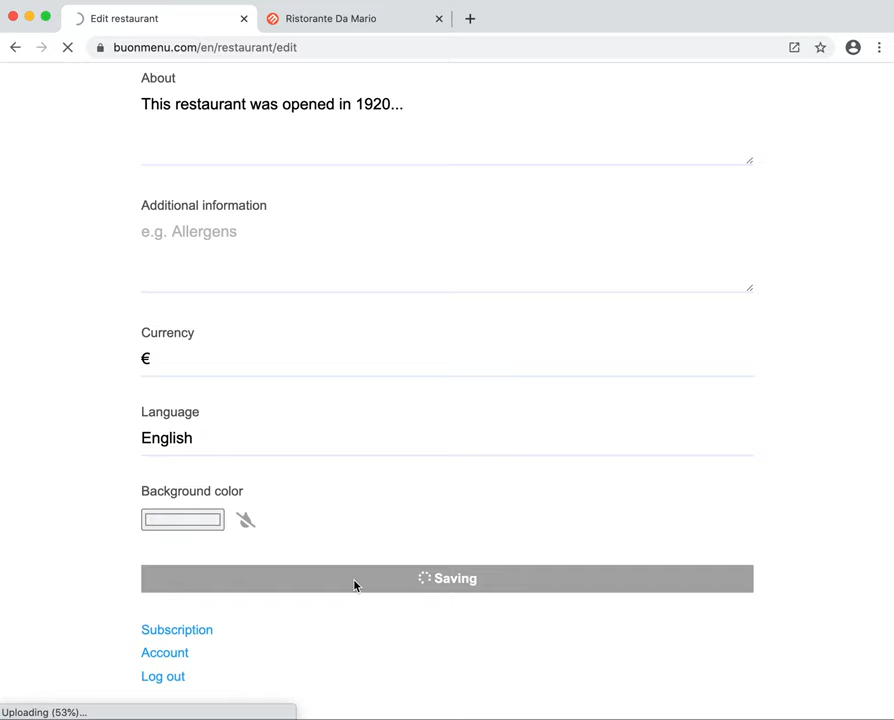 Edit restaurant
Ristorante Da Mario
buonmenu.com/en/restaurant/edit
About
This restaurant was opened in 1920...
Additional information
e.g. Allergens
Currency
€
Language
English
Background color
Saving
Subscription
Account
Log out
Uploading (53%)...